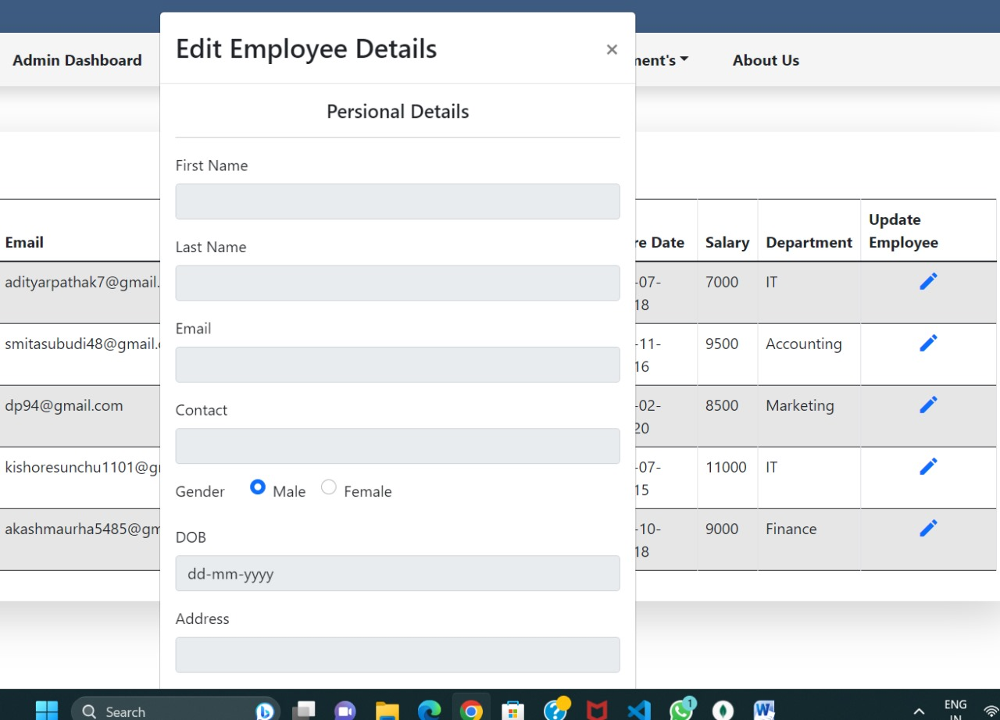 Admin Dashboard
Edit Employee Details
×
nent's
About Us
Persional Details
First Name
Last Name
Email
Contact
Gender Male Female
DOB
dd-mm-yyyy
Address
Email
re Date Salary Department Update
Employee
adityarpathak7@gmail.
-07-
18
7000 IT
smitasubudi48@gmail.
-11-
16
9500 Accounting
dp94@gmail.com
-02-
20
8500 Marketing
kishoresunchu1101@g
-07-
15
11000 IT
akashmaurha5485@gm
-10-
18
9000 Finance
Search
1
ENG
IN